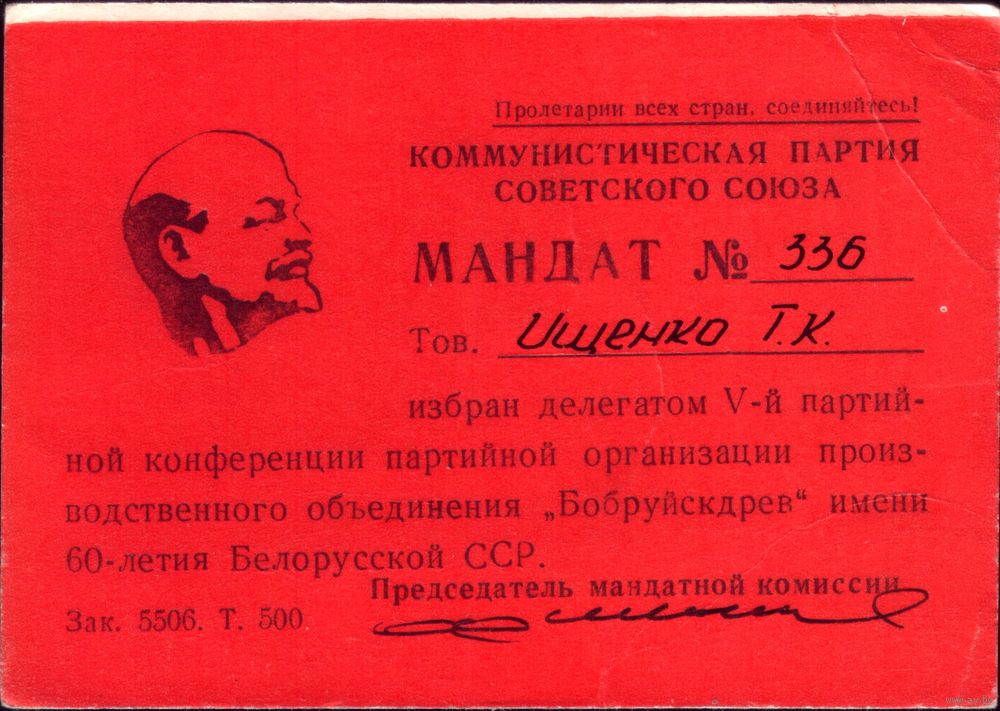 Пролетарии всех стран, соединяйтесь!
КОММУНИСТИЧЕСКАЯ ПАРТИЯ
СОВЕТСКОГО СОЮЗА
МАНДАТ № 336
Тов. Ищенко Т.К.
избран делегатом V-й партий-
ной конференции партийной организации произ-
водственного объединения „Бобруйскдрев“ имени
60-летия Белорусской ССР.
Председатель мандатной комиссии
Зак. 5506. Т. 500